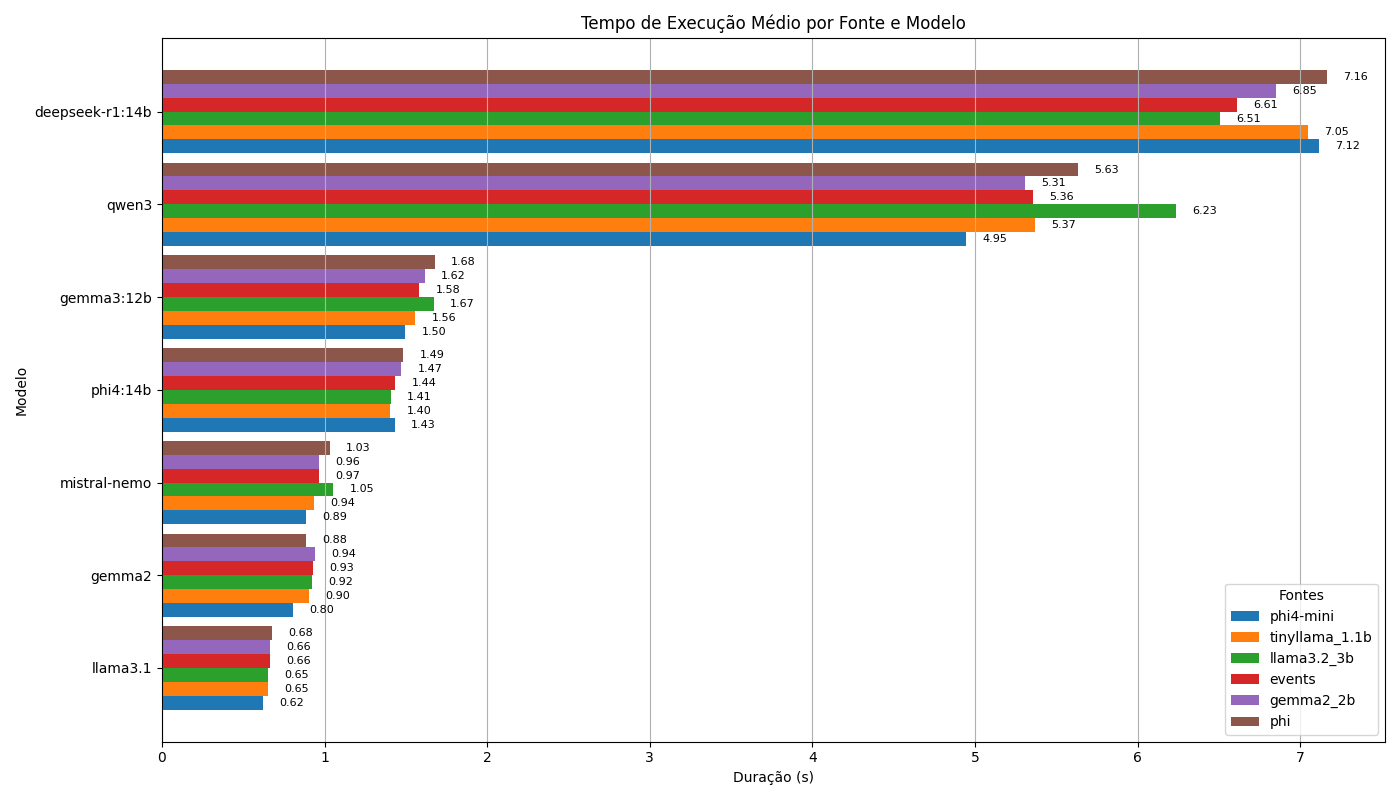 Tempo de Execução Médio por Fonte e Modelo
Modelo
deepseek-r1:14b
7.16
6.85
6.61
6.51
7.05
7.12
qwen3
5.63
5.31
5.36
6.23
5.37
4.95
gemma3:12b
1.68
1.62
1.58
1.67
1.56
1.50
phi4:14b
1.49
1.47
1.44
1.41
1.40
1.43
mistral-nemo
1.03
0.96
0.97
1.05
0.94
0.89
gemma2
0.88
0.94
0.93
0.92
0.90
0.80
llama3.1
0.68
0.66
0.66
0.65
0.65
0.62
Fontes
phi4-mini
tinyllama_1.1b
llama3.2_3b
events
gemma2_2b
phi
0 1 2 3 4 5 6 7
Duração (s)